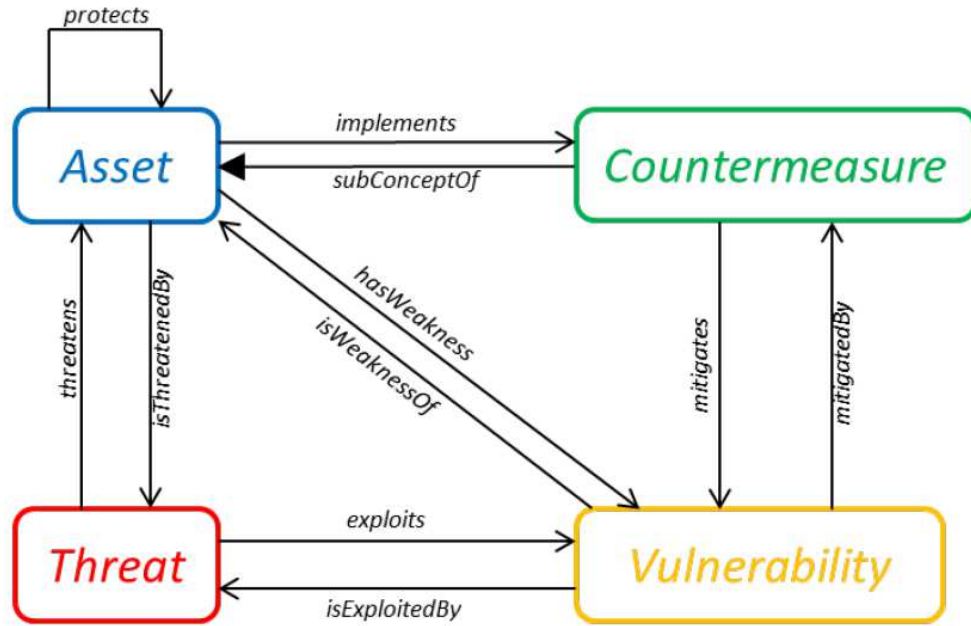 protects
Asset
implements
Countermeasure
subConceptOf
threatens
isThreatenedBy
hasWeakness
isWeaknessOf
mitigates
mitigatedBy
Threat
exploits
Vulnerability
isExploitedBy